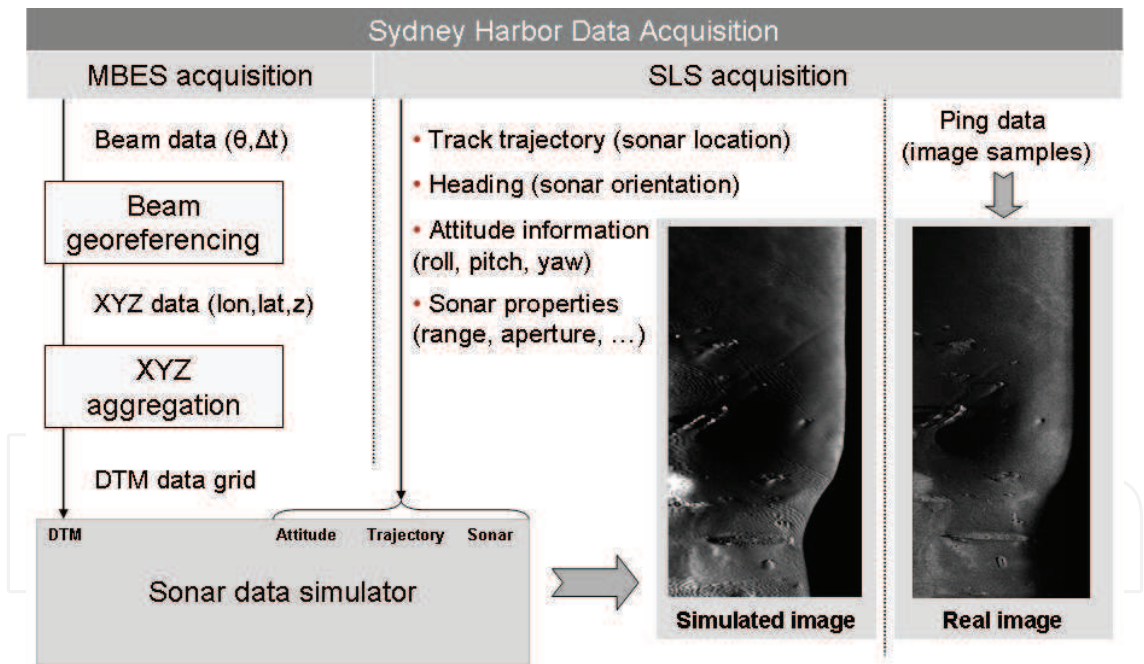 Sydney Harbor Data Acquisition
MBES acquisition
SLS acquisition
Beam data (θ,Δt)
Beam
georeferencing
XYZ data (lon,lat,z)
XYZ
aggregation
DTM data grid
• Track trajectory (sonar location)
• Heading (sonar orientation)
• Attitude information
(roll, pitch, yaw)
• Sonar properties
(range, aperture, …)
Ping data
(image samples)
DTM
Attitude
Trajectory
Sonar
Sonar data simulator
Simulated image
Real image